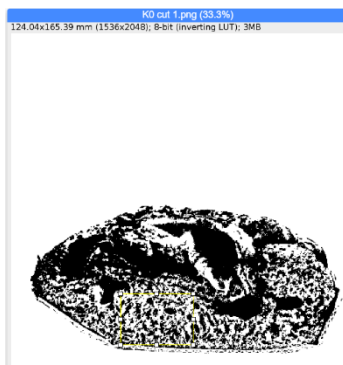 K0 cut 1.png (33.3%)
124.04x165.39 mm (1536x2048); 8-bit (inverting LUT); 3MB